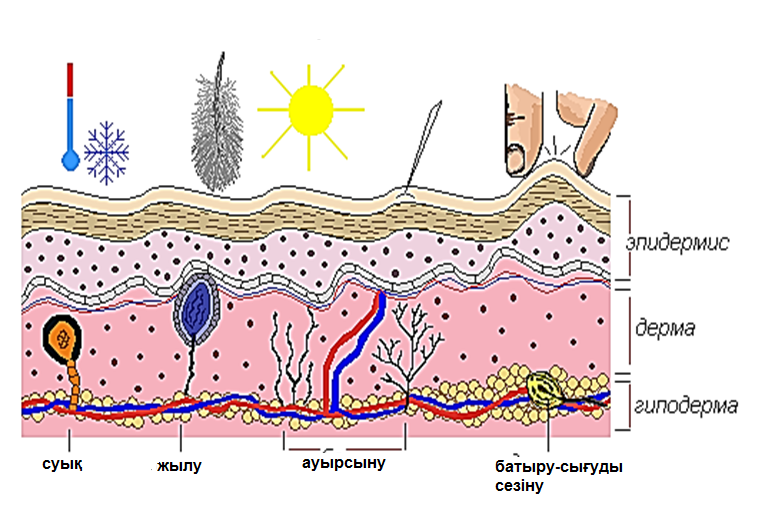 эпидермис
дерма
гиподерма
суық
жылу
ауырсыну
батыру-сығуды
сезіну